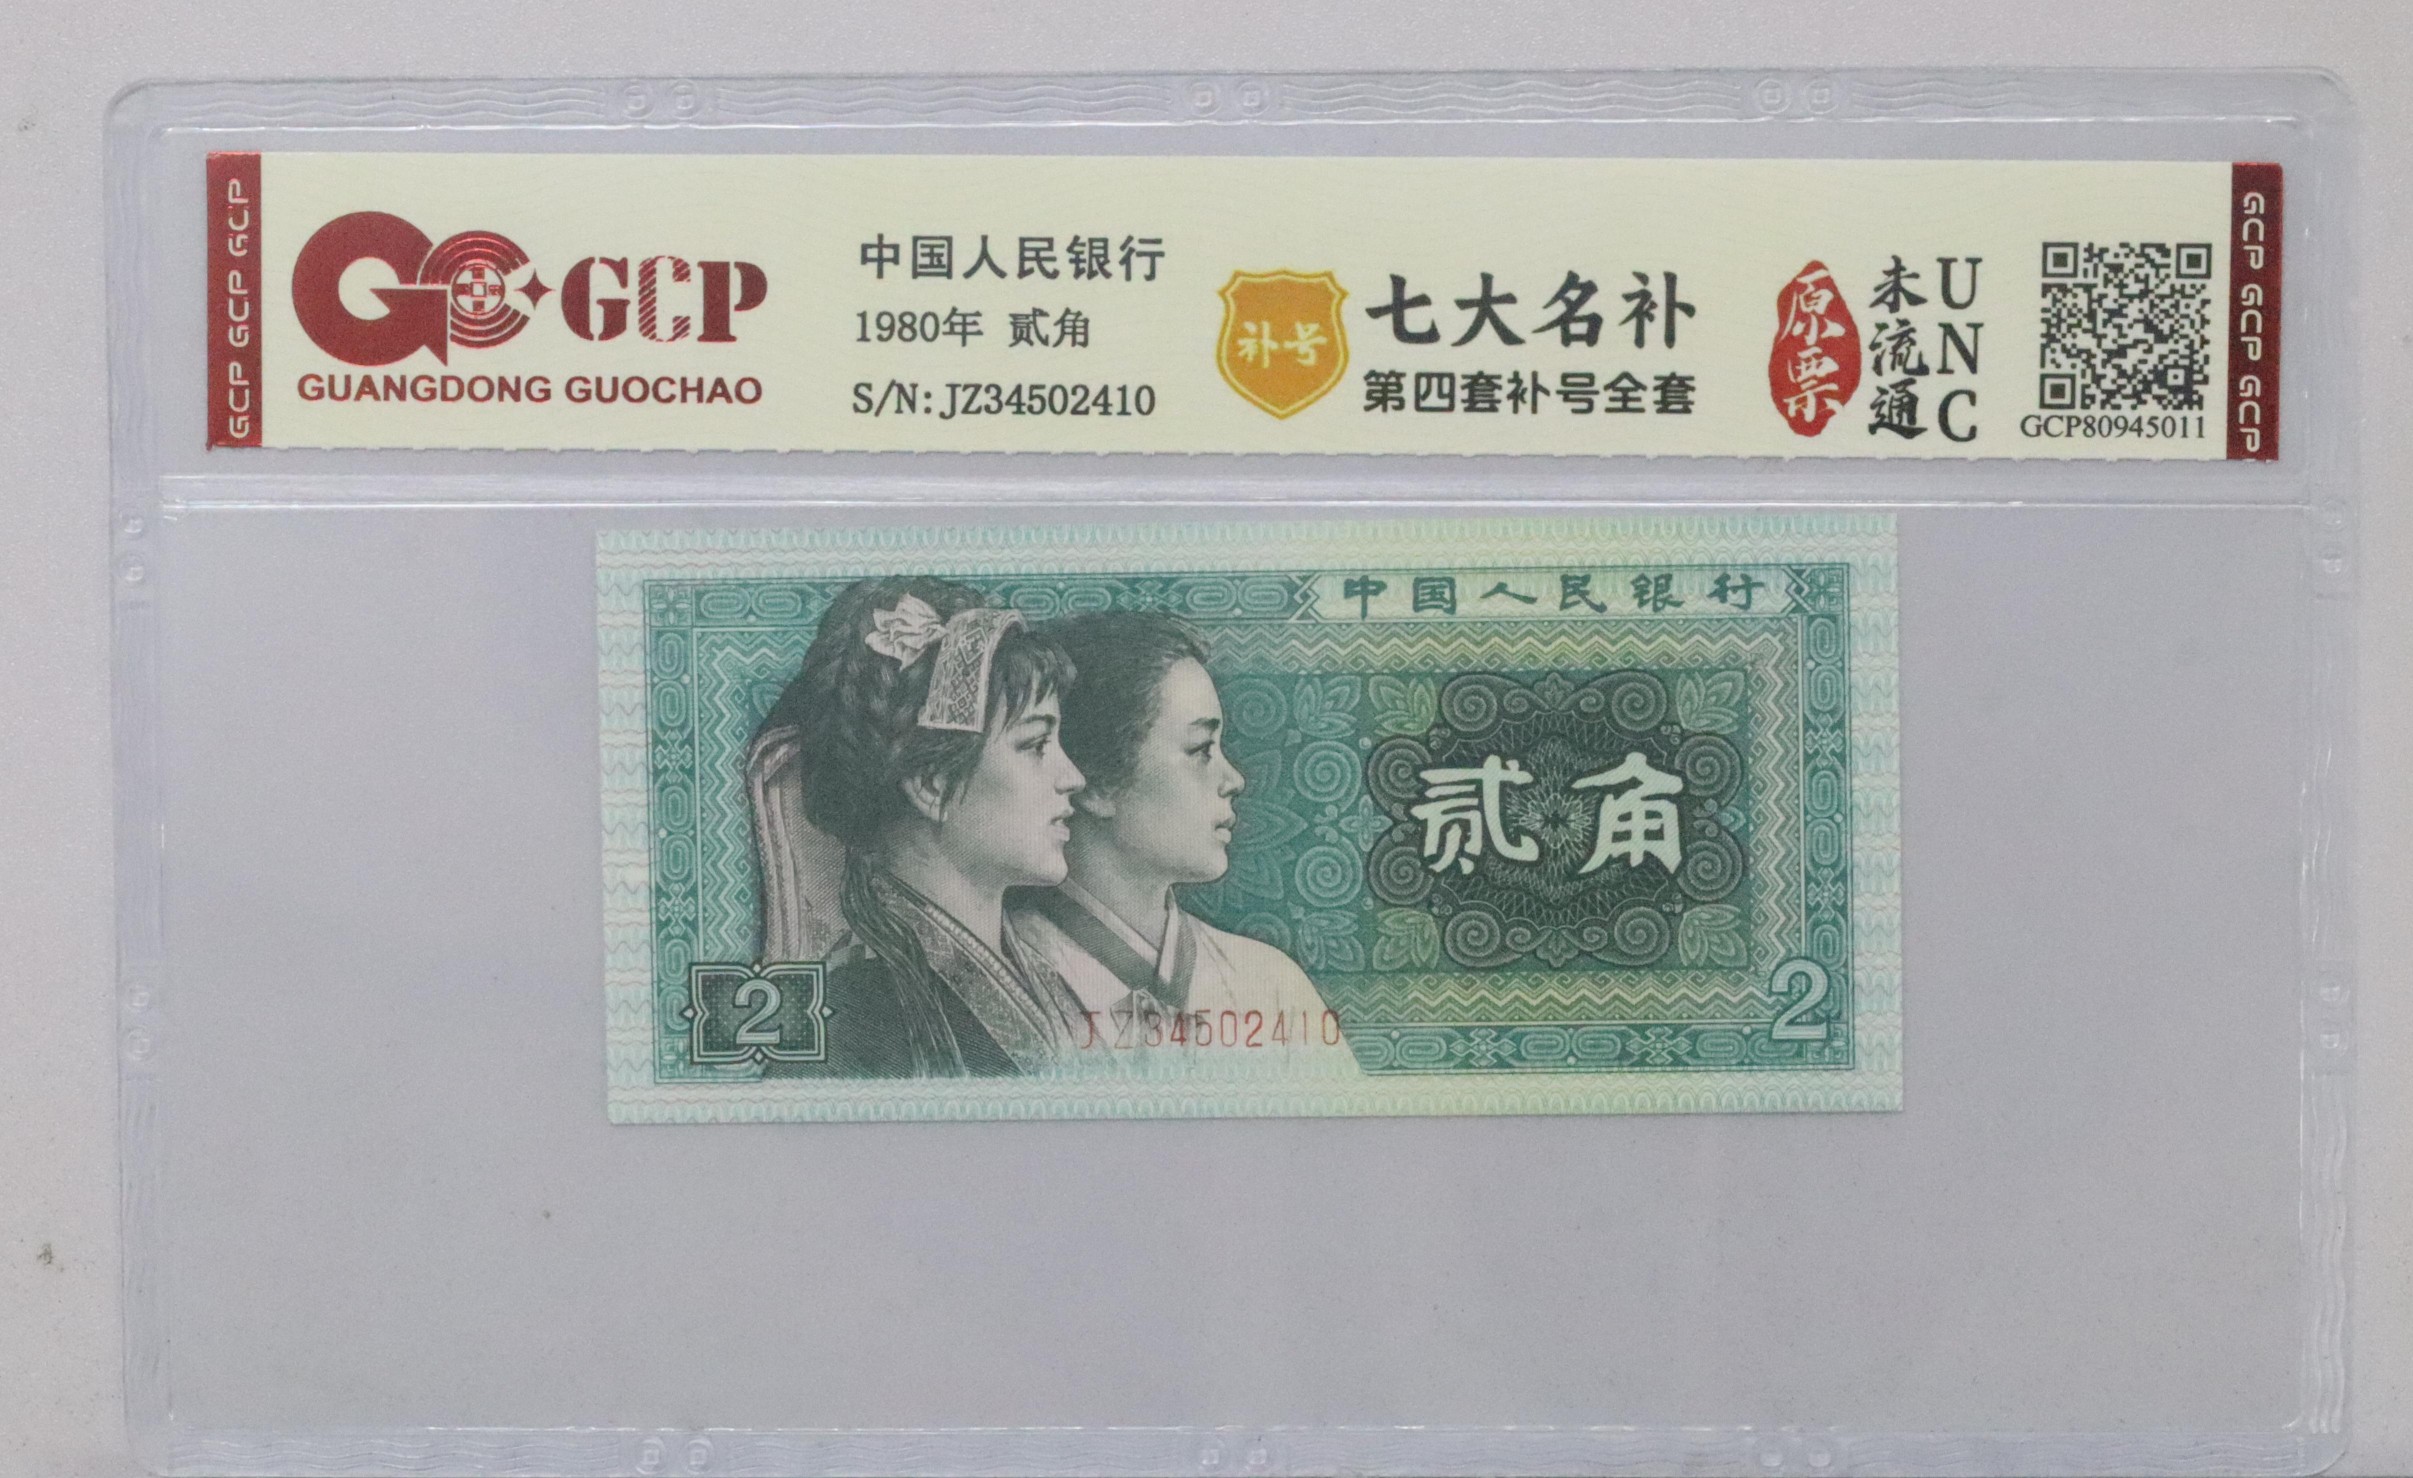 GCP GCP GCP
GCP
GUANGDONG GUOCHAO
中国人民银行
1980年 贰角
S/N: JZ34502410
补号
七大名补
第四套补号全套
原票
未流通
UNC
GCP80945011
GCP GCP GCP
中国人民银行
贰角
2
JZ34502410
2